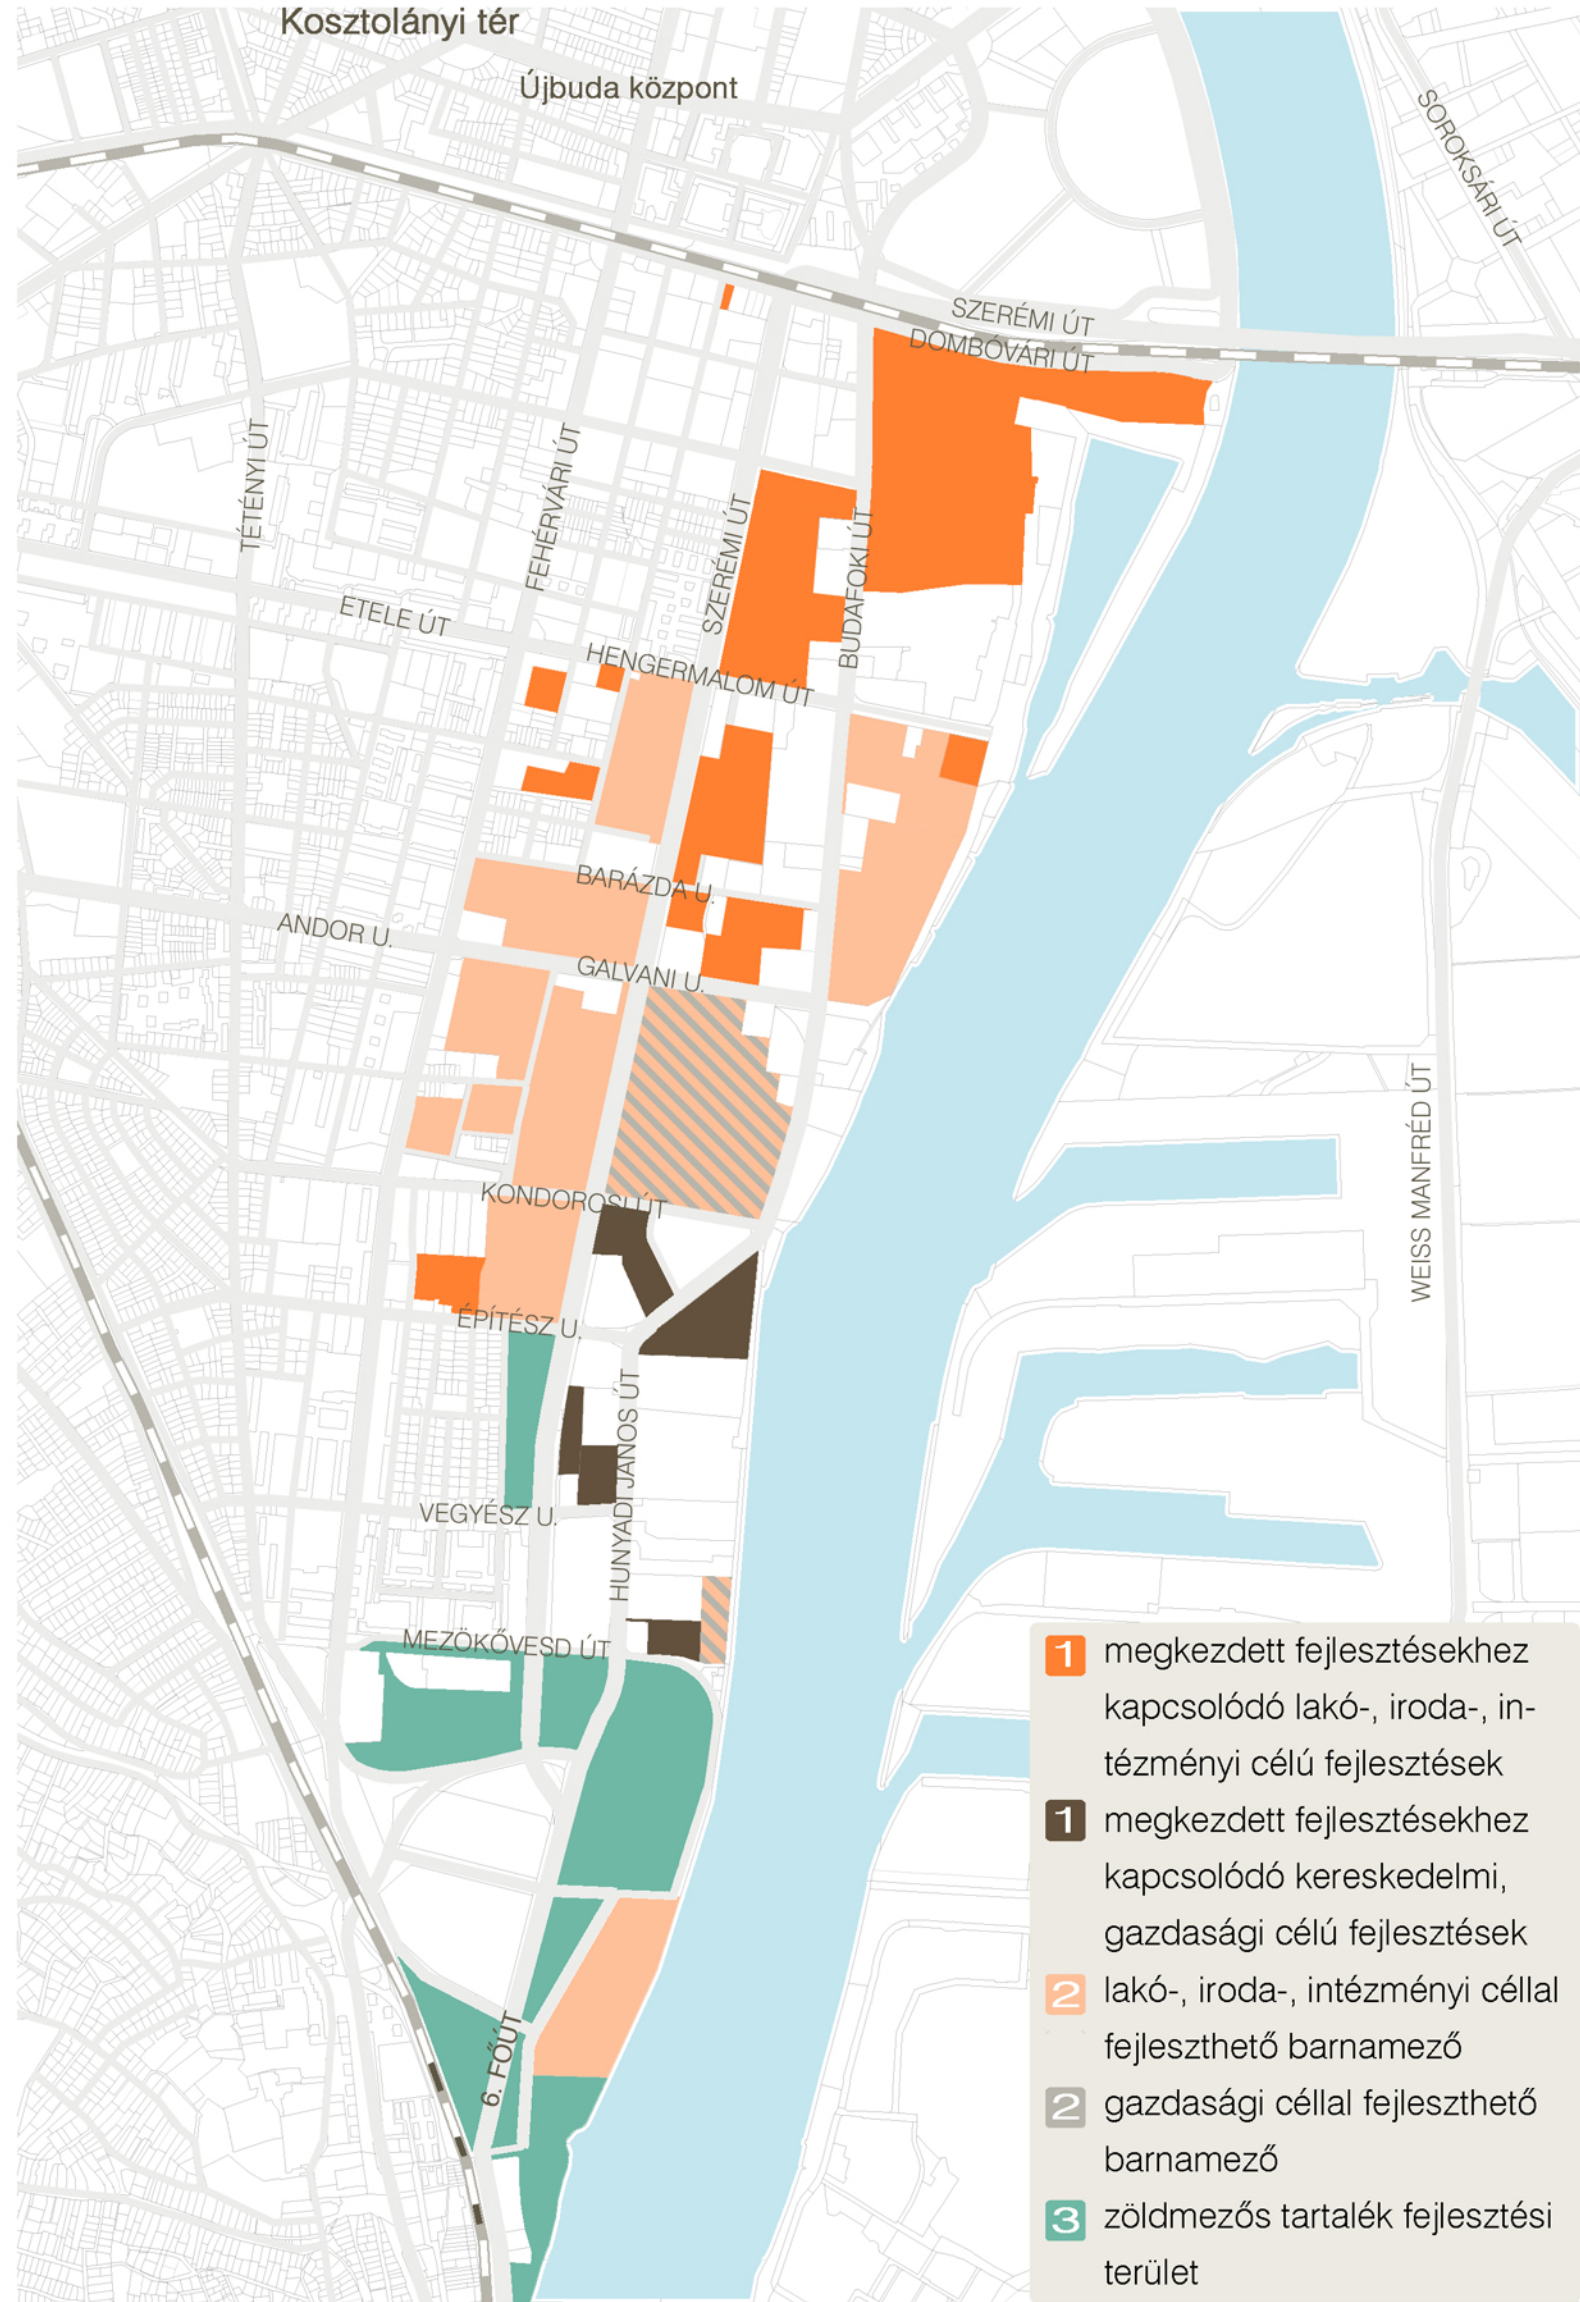 Kosztolányi tér
Újbuda központ
SOROKSÁRI ÚT
SZERÉMI ÚT
DOMBÓVÁRI ÚT
TÉTÉNYI ÚT
FEHÉRVÁRI ÚT
SZERÉMI ÚT
BUDAFOKI ÚT
ETELE ÚT
HENGERMALOM ÚT
BARÁZDA U.
ANDOR U.
GALVANI U.
WEISS MANFRÉD ÚT
KONDOROSI ÚT
ÉPÍTÉSZ U.
HUNYADI JÁNOS ÚT
VEGYÉSZ U.
MEZÖKŐVESD ÚT
6. FŐÚT
1 megkezdett fejlesztésekhez
kapcsolódó lakó-, iroda-, in-
tézményi célú fejlesztések
1 megkezdett fejlesztésekhez
kapcsolódó kereskedelmi,
gazdasági célú fejlesztések
2 lakó-, iroda-, intézményi céllal
fejleszthető barnamező
2 gazdasági céllal fejleszthető
barnamező
3 zöldmezős tartalék fejlesztési
terület